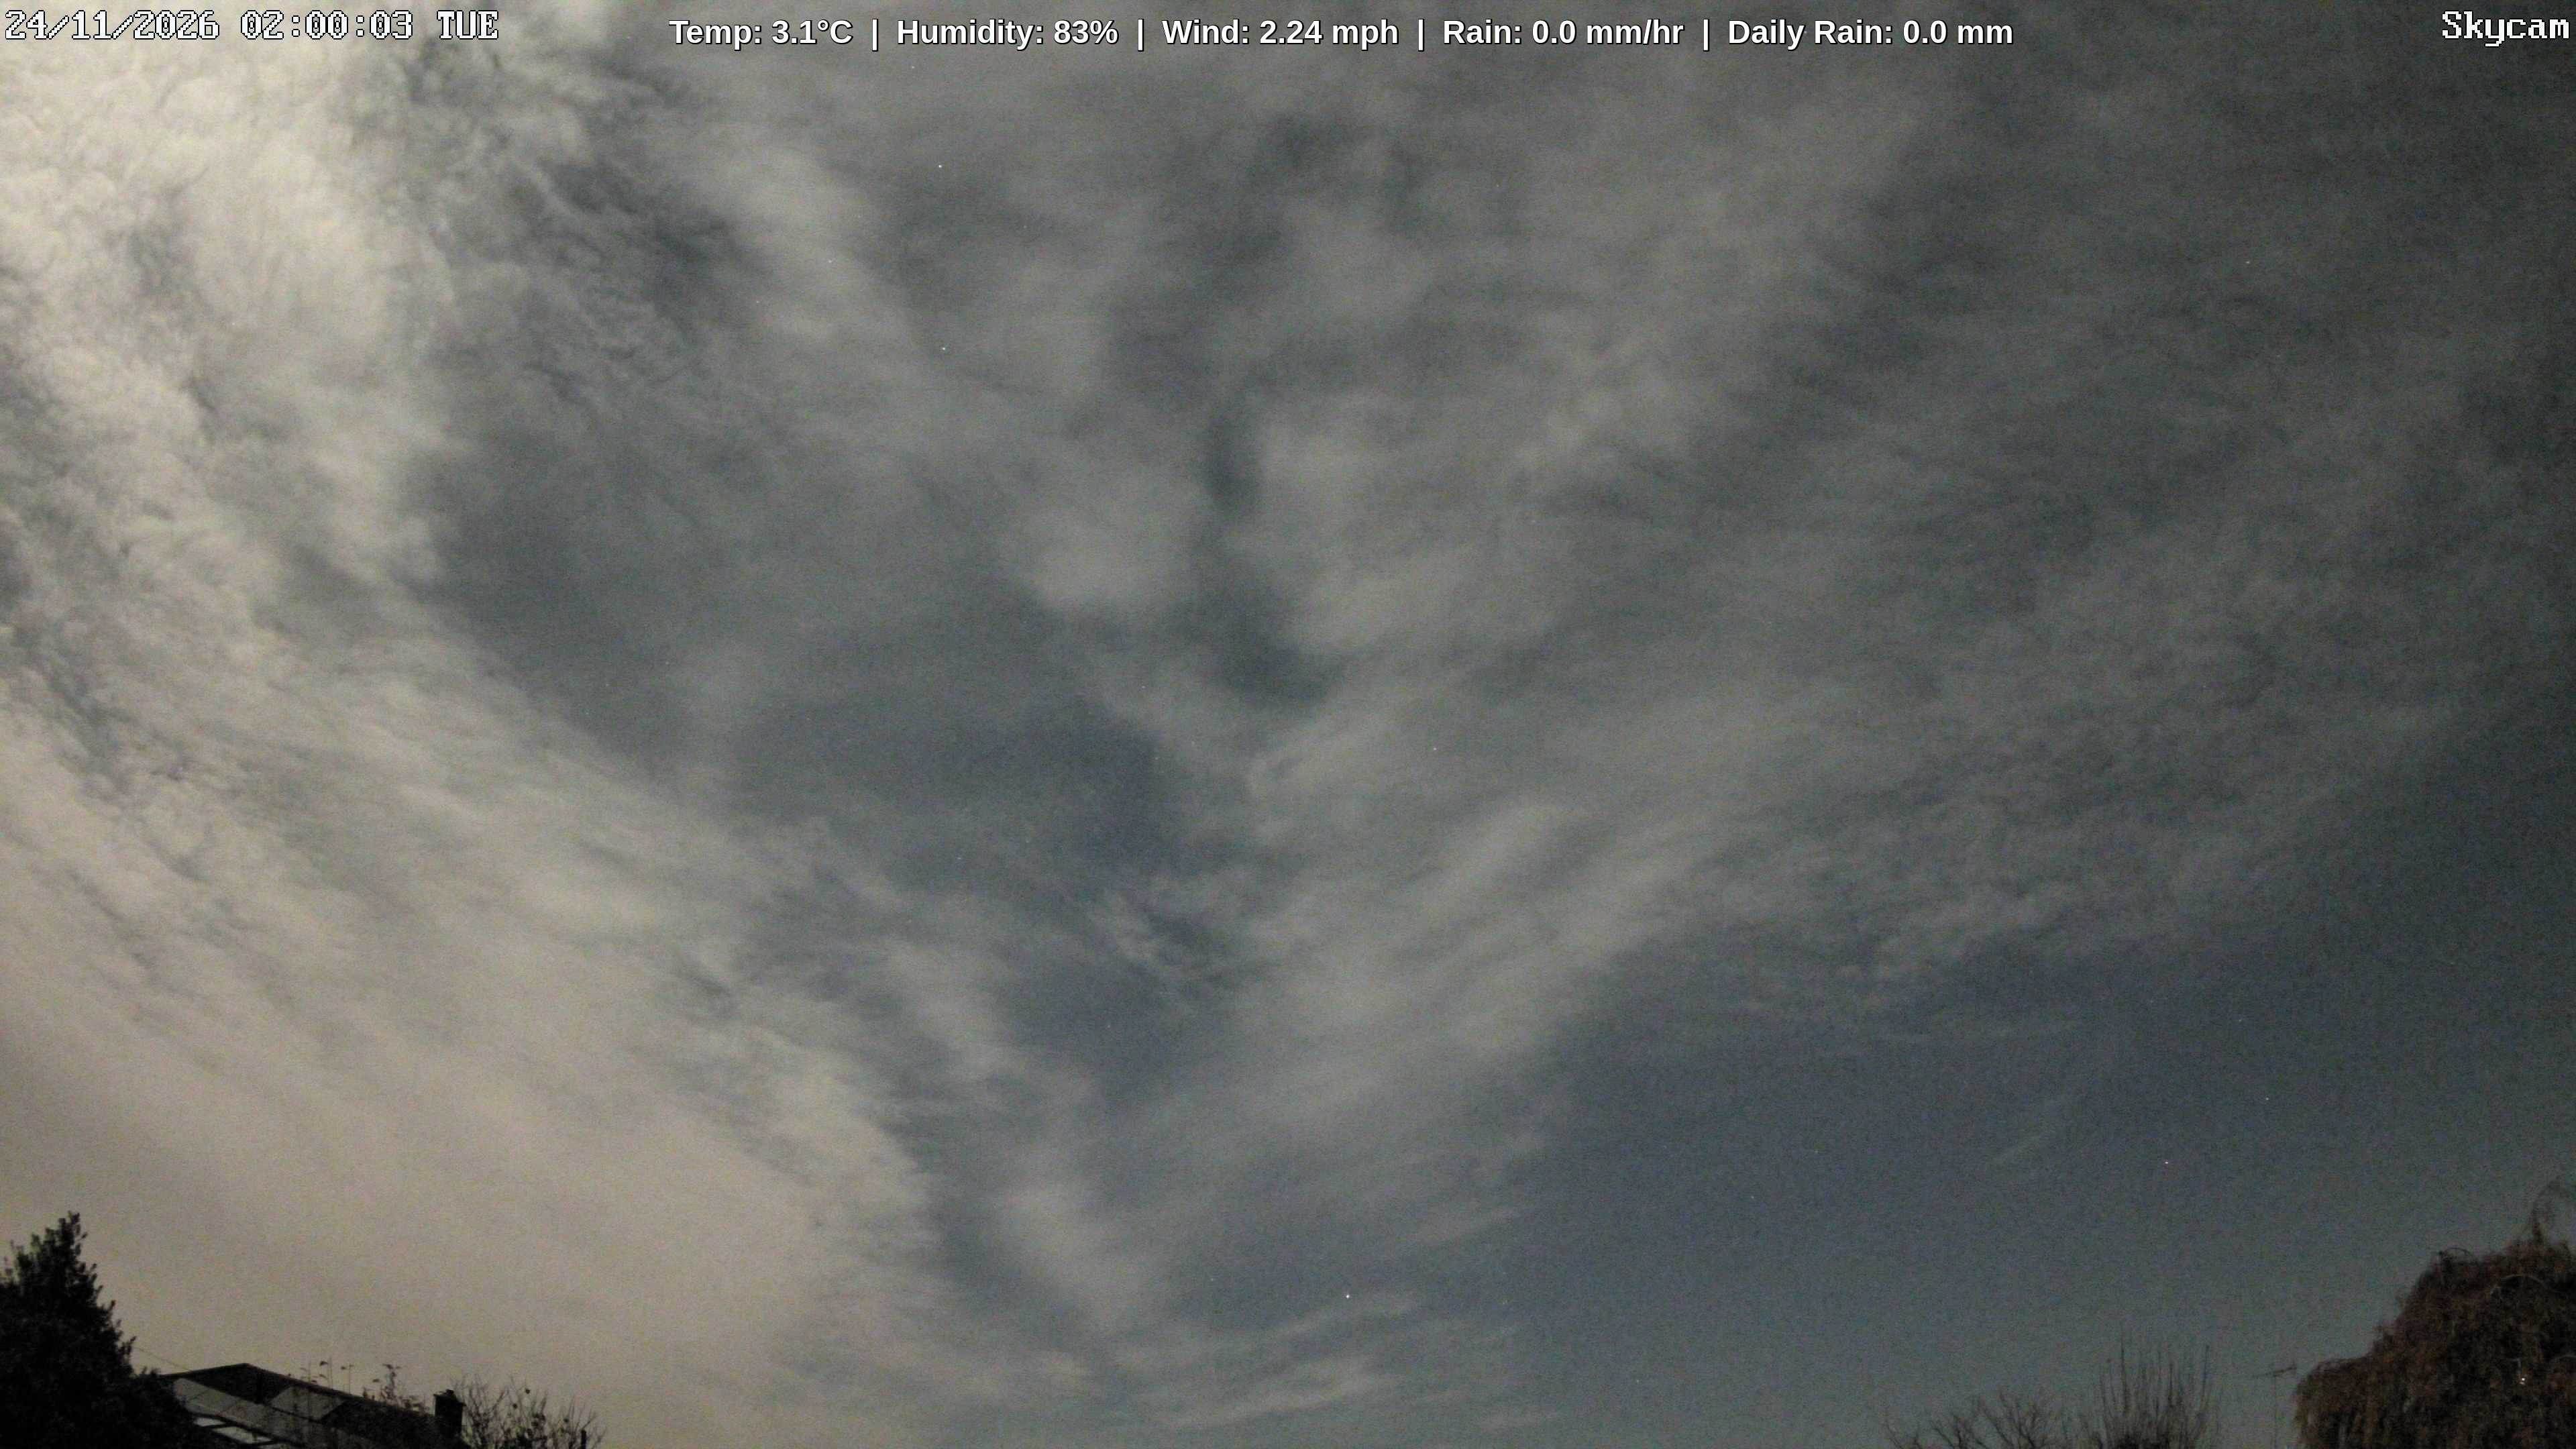 24/11/2026 02:00:03 TUE
Temp: 3.1°C | Humidity: 83% | Wind: 2.24 mph | Rain: 0.0 mm/hr | Daily Rain: 0.0 mm
Skycam